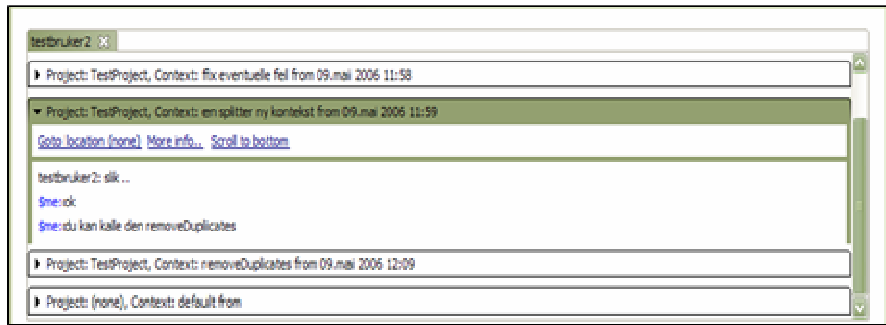 testbruker2
Project: TestProject, Context: fix eventuelle feil from 09.mai 2006 11:58
Project: TestProject, Context: en splitter ny kontekst from 09.mai 2006 11:59
Goto location (none) More info... Scroll to bottom
testbruker2: slik ...
$me: ok
$me: du kan kalle den removeDuplicates
Project: TestProject, Context: removeDuplicates from 09.mai 2006 12:09
Project: (none), Context: default from